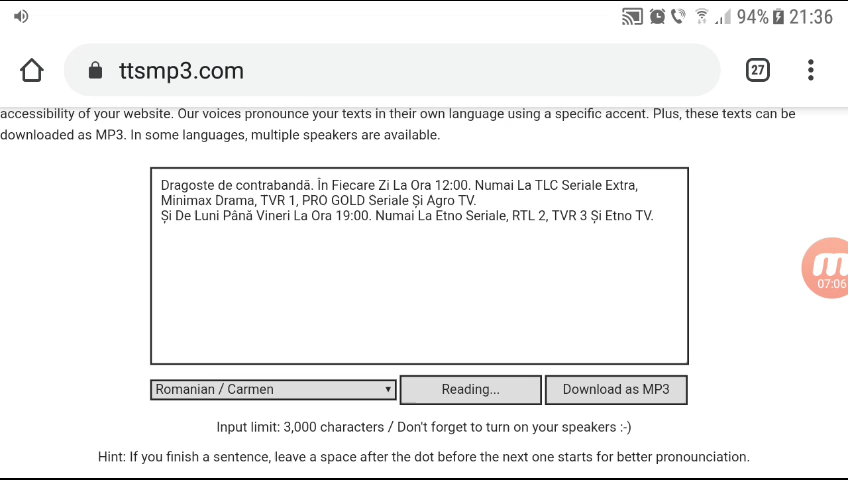 94% 21:36
ttsmp3.com
27
accessibility of your website. Our voices pronounce your texts in their own language using a specific accent. Plus, these texts can be
downloaded as MP3. In some languages, multiple speakers are available.
Dragoste de contrabandă. În Fiecare Zi La Ora 12:00. Numai La TLC Seriale Extra,
Minimax Drama, TVR 1, PRO GOLD Seriale Și Agro TV.
Și De Luni Până Vineri La Ora 19:00. Numai La Etno Seriale, RTL 2, TVR 3 Și Etno TV.
07:06
Romanian / Carmen
Reading...
Download as MP3
Input limit: 3,000 characters / Don't forget to turn on your speakers :-)
Hint: If you finish a sentence, leave a space after the dot before the next one starts for better pronounciation.